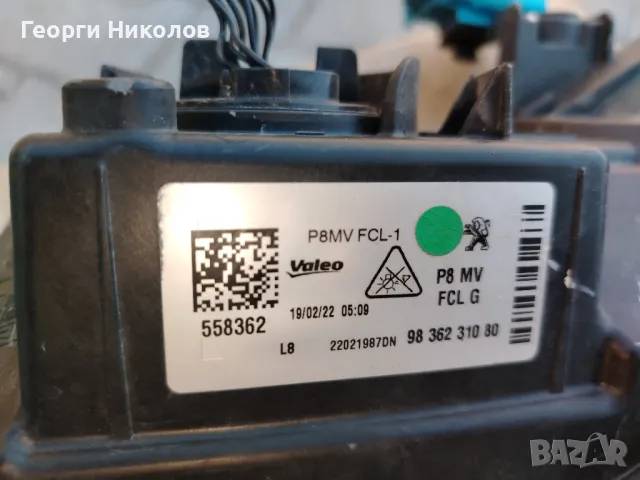 Георги Николов
P8MV FCL-1
Valeo
P8 MV
FCL G
558362
19/02/22 05:09
L8
22021987DN
98 362 310 80
BAZAR